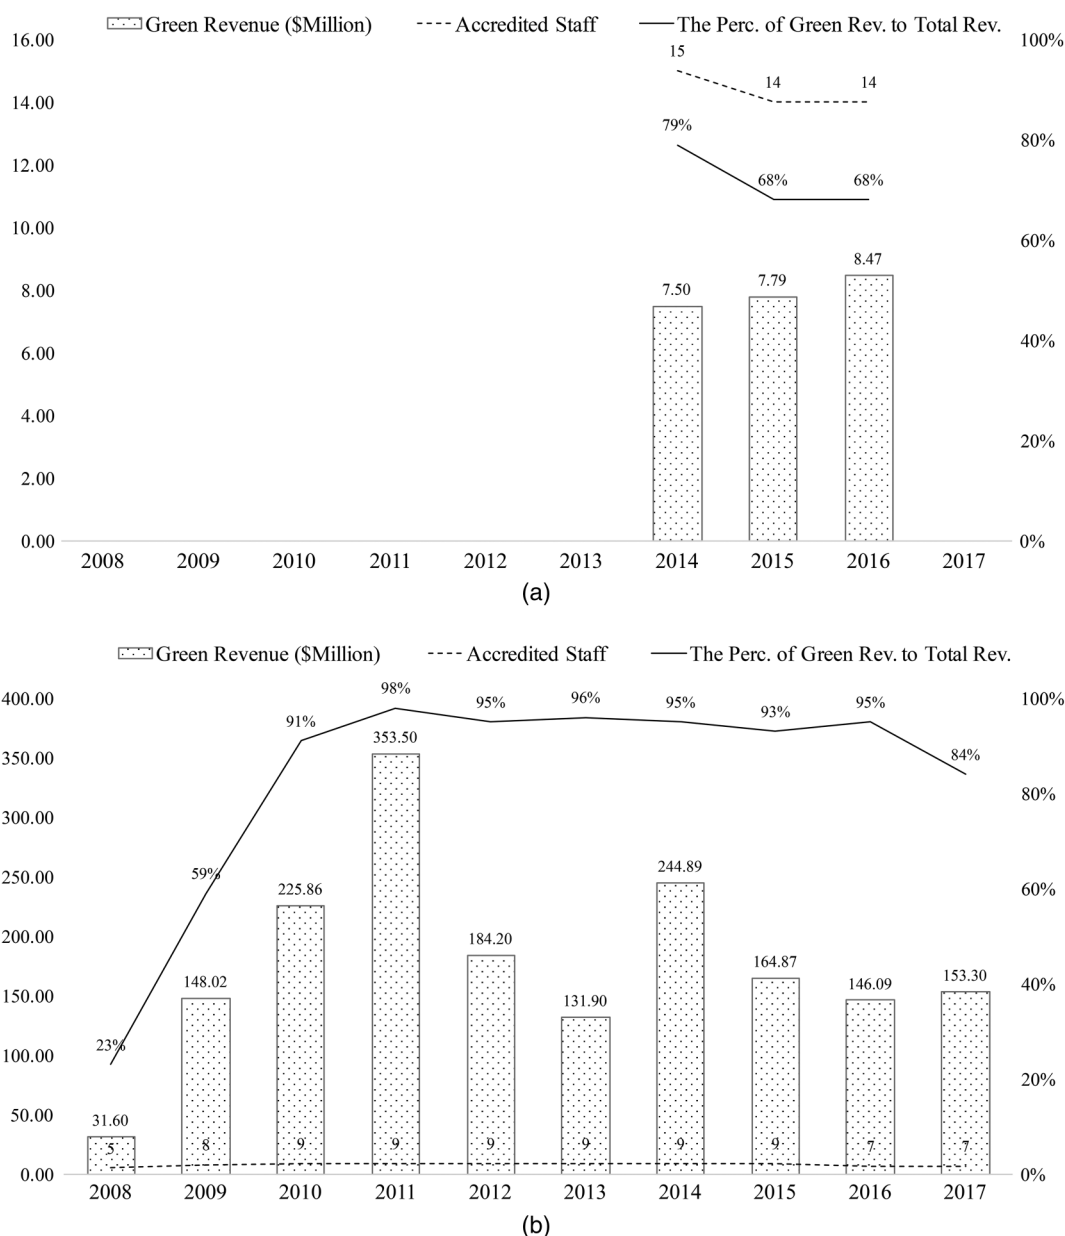 Green Revenue ($Million) Accredited Staff The Perc. of Green Rev. to Total Rev.
16.00 100%
15
14.00 14 14
79% 80%
12.00
68% 68%
10.00
60%
8.47
8.00 7.50 7.79
6.00 40%
4.00
20%
2.00
0.00 0%
2008 2009 2010 2011 2012 2013 2014 2015 2016 2017
(a)
Green Revenue ($Million) Accredited Staff The Perc. of Green Rev. to Total Rev.
400.00 98% 95% 96% 95% 93% 95% 100%
91%
353.50
350.00 84%
300.00 80%
250.00 59% 225.86 244.89
60%
200.00 184.20
148.02 164.87 146.09 153.30
150.00 131.90 40%
100.00 23%
20%
50.00 31.60
5 8 9 9 9 9 9 9 7 7
0.00 0%
2008 2009 2010 2011 2012 2013 2014 2015 2016 2017
(b)